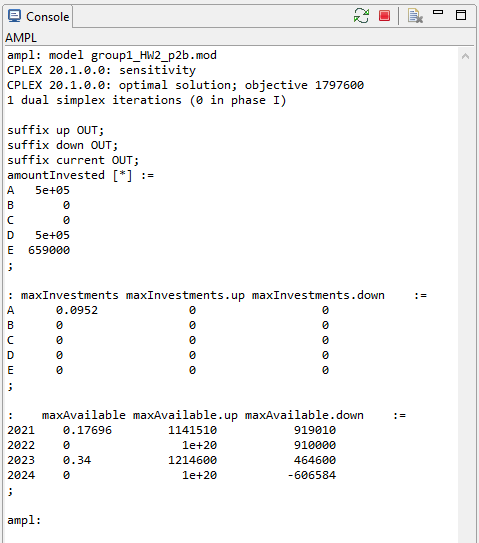 Console
AMPL
ampl: model group1_HW2_p2b.mod
CPLEX 20.1.0.0: sensitivity
CPLEX 20.1.0.0: optimal solution; objective 1797600
1 dual simplex iterations (0 in phase I)
suffix up OUT;
suffix down OUT;
suffix current OUT;
amountInvested [*] :=
A 5e+05
B 0
C 0
D 5e+05
E 659000
;
: maxInvestments maxInvestments.up maxInvestments.down :=
A 0.0952 0 0
B 0 0 0
C 0 0 0
D 0 0 0
E 0 0 0
;
: maxAvailable maxAvailable.up maxAvailable.down :=
2021 0.17696 1141510 919010
2022 0 1e+20 910000
2023 0.34 1214600 464600
2024 0 1e+20 -606584
;
ampl: